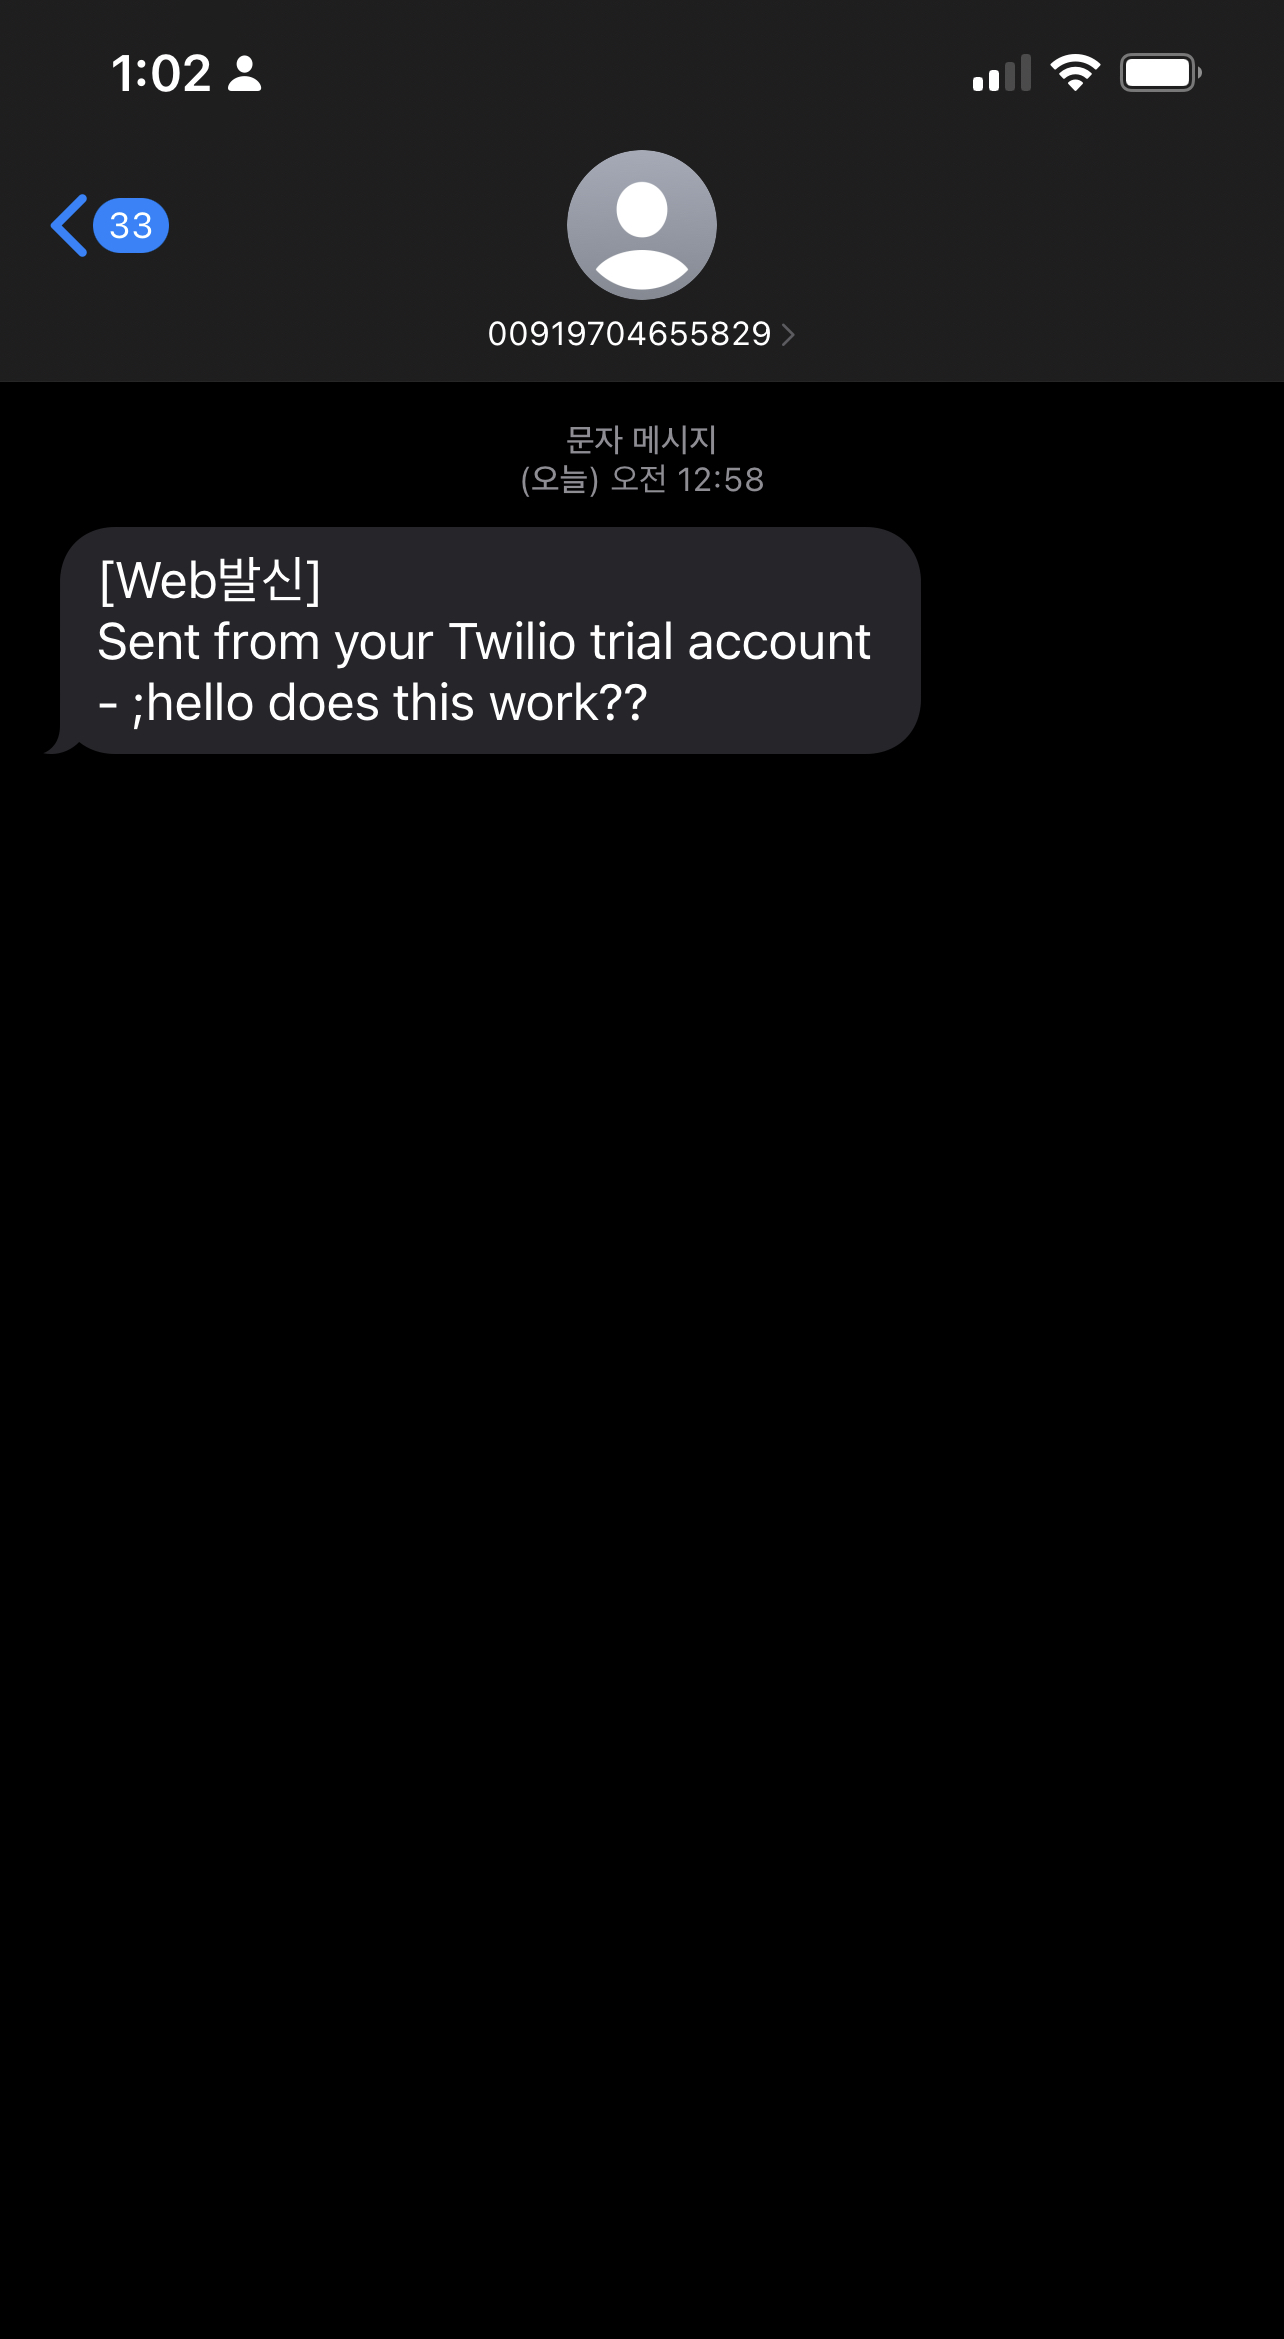 1:02
33
00919704655829
문자 메시지
(오늘) 오전 12:58
[Web발신]
Sent from your Twilio trial account
- ;hello does this work??